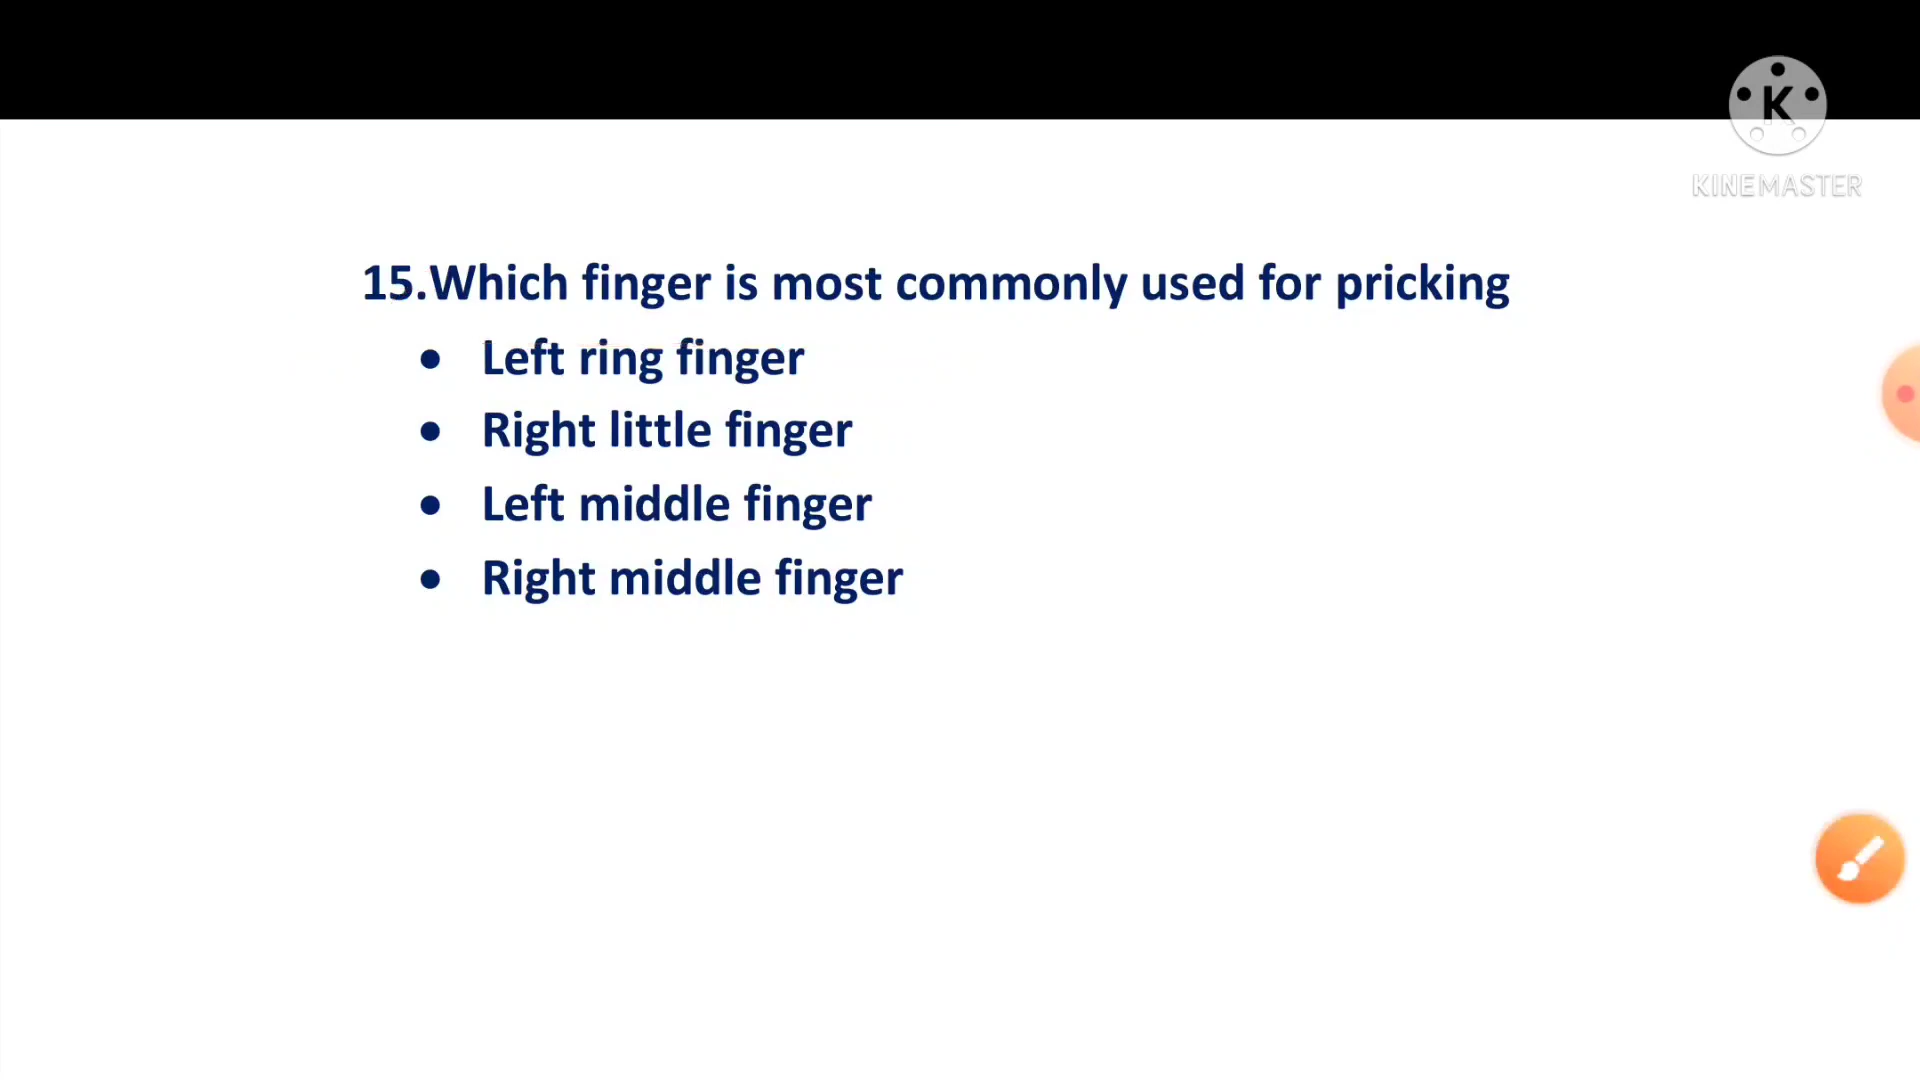 K
KINEMASTER
15.Which finger is most commonly used for pricking
• Left ring finger
• Right little finger
• Left middle finger
• Right middle finger